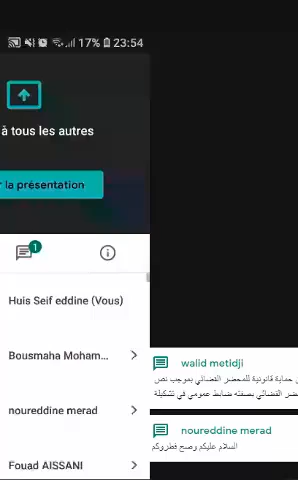 17% 23:54
à tous les autres
la présentation
1
Huis Seif eddine (Vous)
Bousmaha Moham...
noureddine merad
Fouad AISSANI
walid metidji
حماية قانونية للمحضر القضائي بموجب نص
القضائي بصفته ضابط عمومي في تشكيلة
noureddine merad
السلام عليكم وصح فطروكم